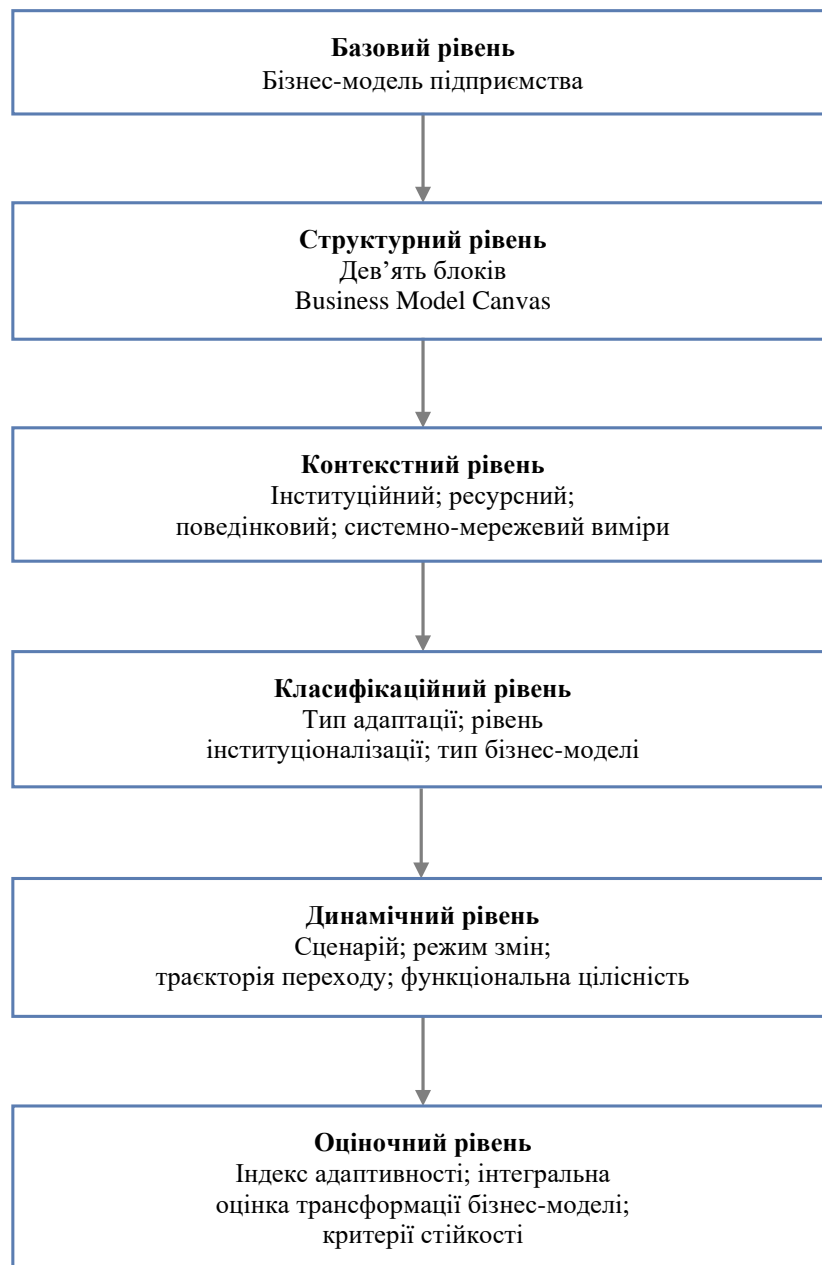 Базовий рівень
Бізнес-модель підприємства
Структурний рівень
Дев’ять блоків
Business Model Canvas
Контекстний рівень
Інституційний; ресурсний;
поведінковий; системно-мережевий виміри
Класифікаційний рівень
Тип адаптації; рівень
інституціоналізації; тип бізнес-моделі
Динамічний рівень
Сценарій; режим змін;
траєкторія переходу; функціональна цілісність
Оціночний рівень
Індекс адаптивності; інтегральна
оцінка трансформації бізнес-моделі;
критерії стійкості